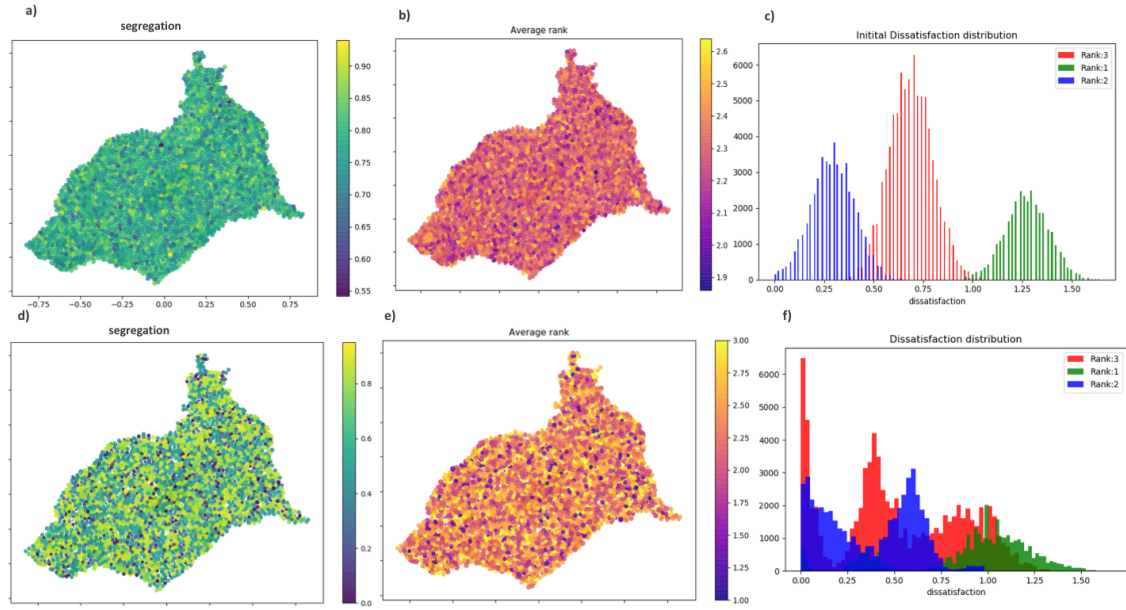 a)
segregation
0.90
0.85
0.80
0.75
0.70
0.65
0.60
0.55
−0.75 −0.50 −0.25 0.00 0.25 0.50 0.75
b)
Average rank
2.6
2.5
2.4
2.3
2.2
2.1
2.0
1.9
c)
Initital Dissatisfaction distribution
Rank:3
Rank:1
Rank:2
6000
5000
4000
3000
2000
1000
0
0.00 0.25 0.50 0.75 1.00 1.25 1.50
dissatisfaction
d)
segregation
0.8
0.6
0.4
0.2
0.0
e)
Average rank
3.00
2.75
2.50
2.25
2.00
1.75
1.50
1.25
1.00
f)
Dissatisfaction distribution
Rank:3
Rank:1
Rank:2
6000
5000
4000
3000
2000
1000
0
0.00 0.25 0.50 0.75 1.00 1.25 1.50
dissatisfaction